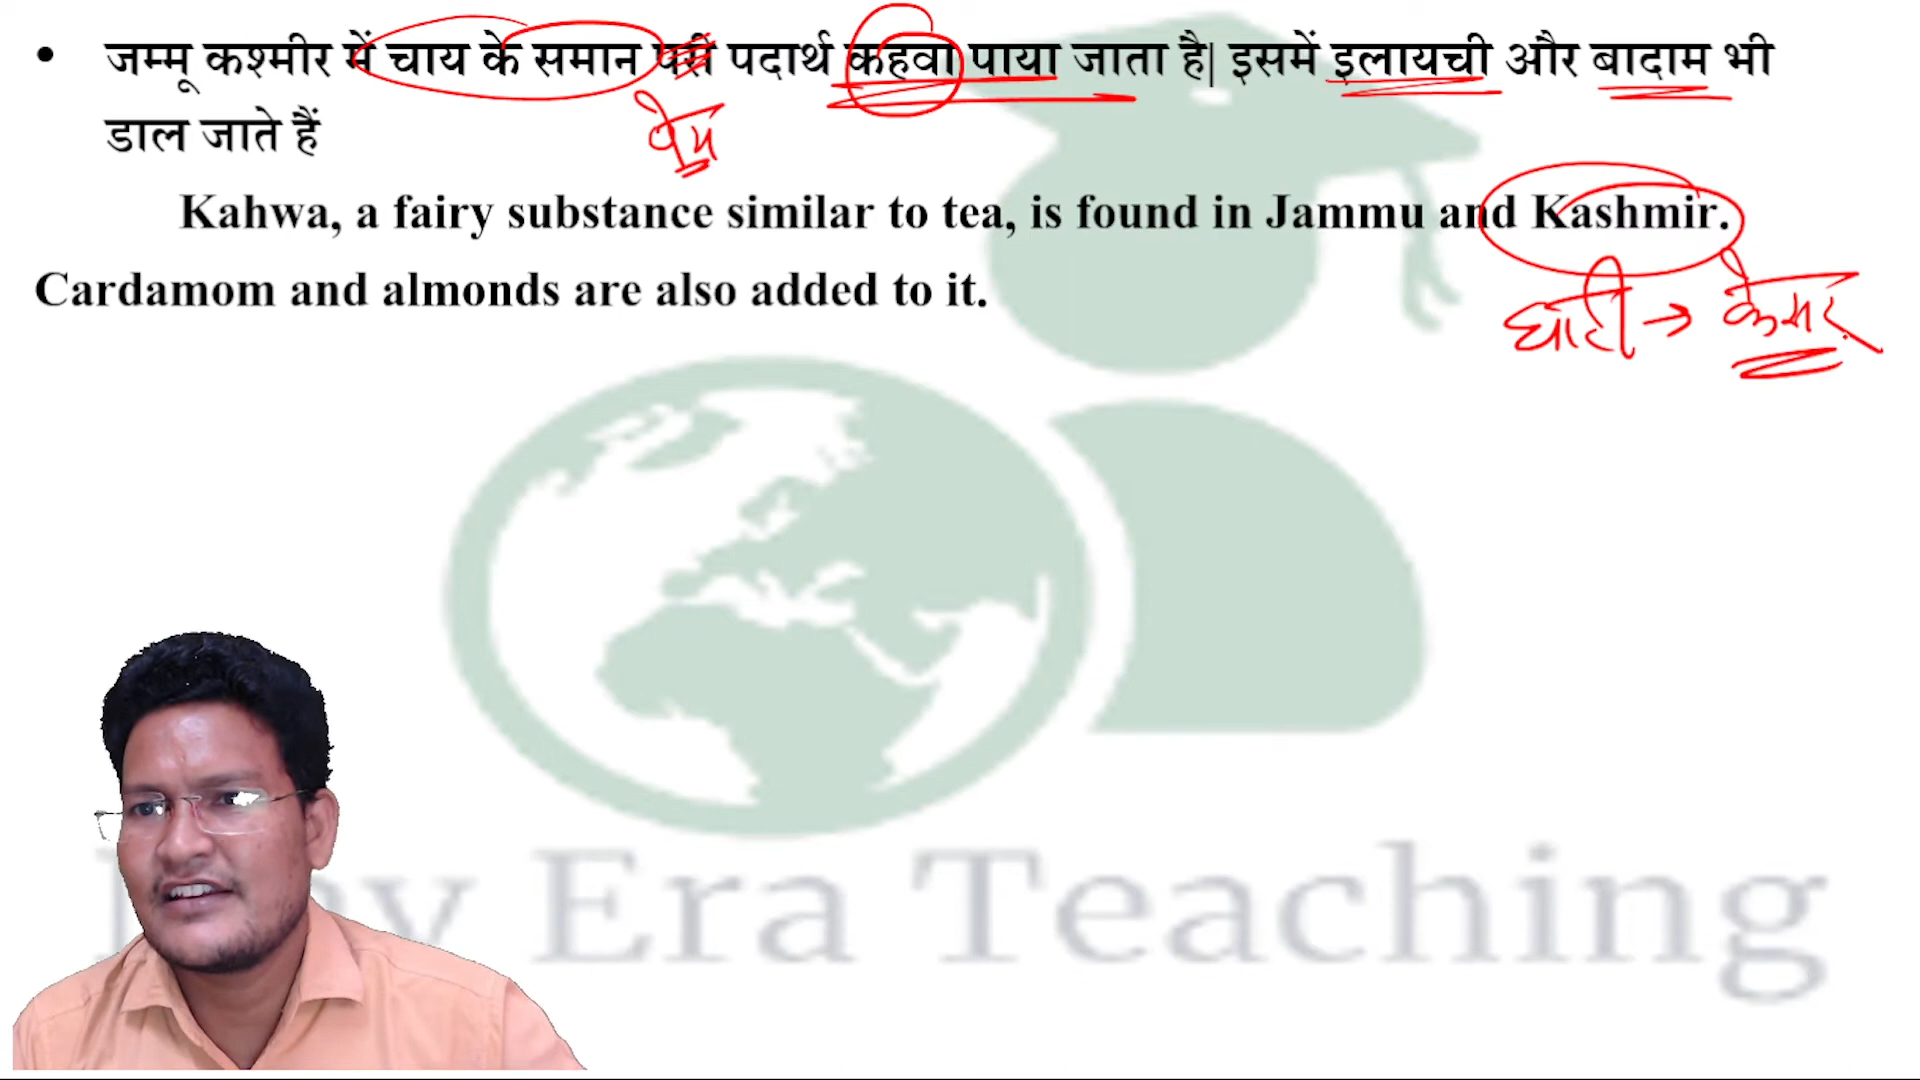 • जम्मू कश्मीर में चाय के समान परी पदार्थ कहवा पाया जाता है| इसमें इलायची और बादाम भी
डाल जाते हैं
पेय
Kahwa, a fairy substance similar to tea, is found in Jammu and Kashmir.
Cardamom and almonds are also added to it.
घाटी → केसर
Era Teaching